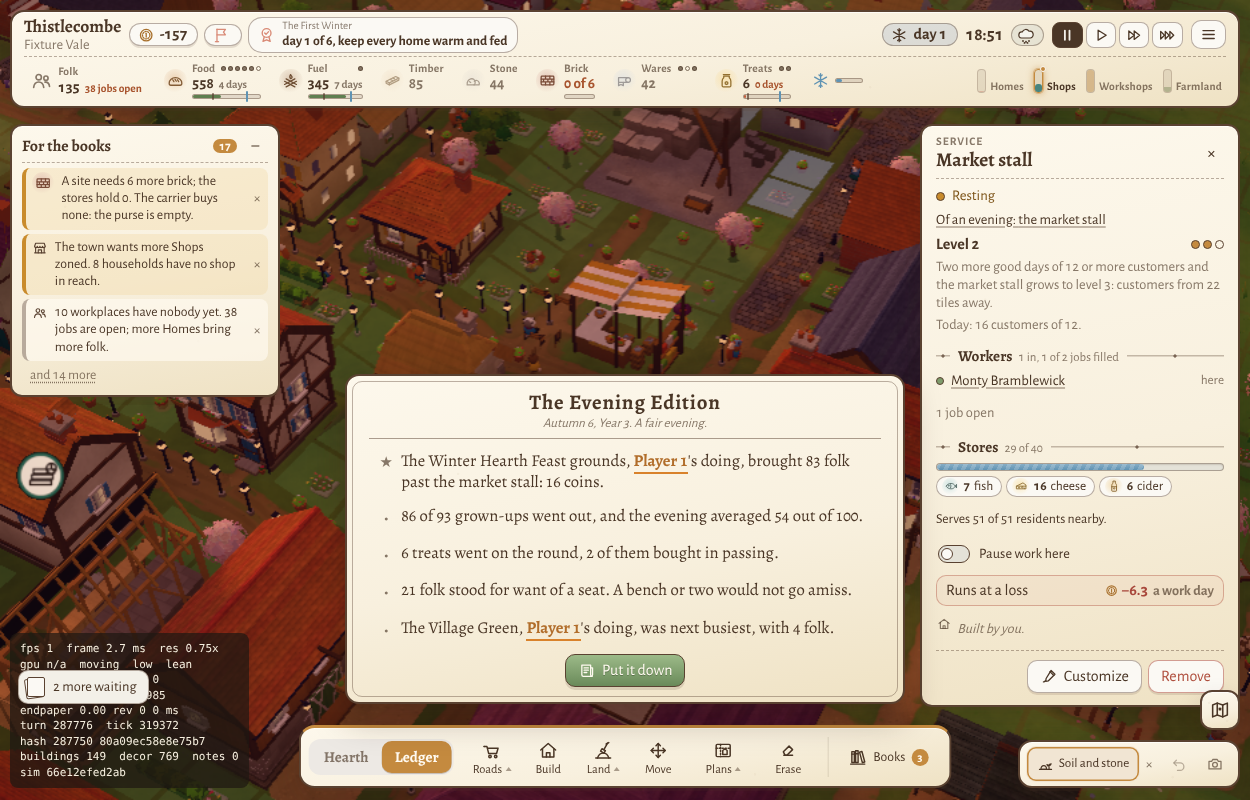 Thistlecombe
Fixture Vale
-157
The First Winter
day 1 of 6, keep every home warm and fed
day 1
18:51
Folk
135 38 jobs open
Food
558 4 days
Fuel
345 7 days
Timber
85
Stone
44
Brick
0 of 6
Wares
42
Treats
6 0 days
Homes
Shops
Workshops
Farmland
For the books
17
A site needs 6 more brick; the
stores hold 0. The carrier buys
none: the purse is empty.
The town wants more Shops
zoned. 8 households have no shop
in reach.
10 workplaces have nobody yet. 38
jobs are open; more Homes bring
more folk.
and 14 more
SERVICE
Market stall
Resting
Of an evening: the market stall
Level 2
Two more good days of 12 or more customers and
the market stall grows to level 3: customers from 22
tiles away.
Today: 16 customers of 12.
Workers 1 in, 1 of 2 jobs filled
Monty Bramblewick here
1 job open
Stores 29 of 40
7 fish
16 cheese
6 cider
Serves 51 of 51 residents nearby.
Pause work here
Runs at a loss −6.3 a work day
Built by you.
Customize
Remove
The Evening Edition
Autumn 6, Year 3. A fair evening.
The Winter Hearth Feast grounds, Player 1's doing, brought 83 folk
past the market stall: 16 coins.
86 of 93 grown-ups went out, and the evening averaged 54 out of 100.
6 treats went on the round, 2 of them bought in passing.
21 folk stood for want of a seat. A bench or two would not go amiss.
The Village Green, Player 1's doing, was next busiest, with 4 folk.
Put it down
fps 1 frame 2.7 ms res 0.75x
gpu n/a moving low lean
0
2 more waiting
985
endpaper 0.00 rev 0 0 ms
turn 287776 tick 319372
hash 287750 80a09ec58e8e75b7
buildings 149 decor 769 notes 0
sim 66e12efed2ab
Hearth
Ledger
Roads
Build
Land
Move
Plans
Erase
Books 3
Soil and stone